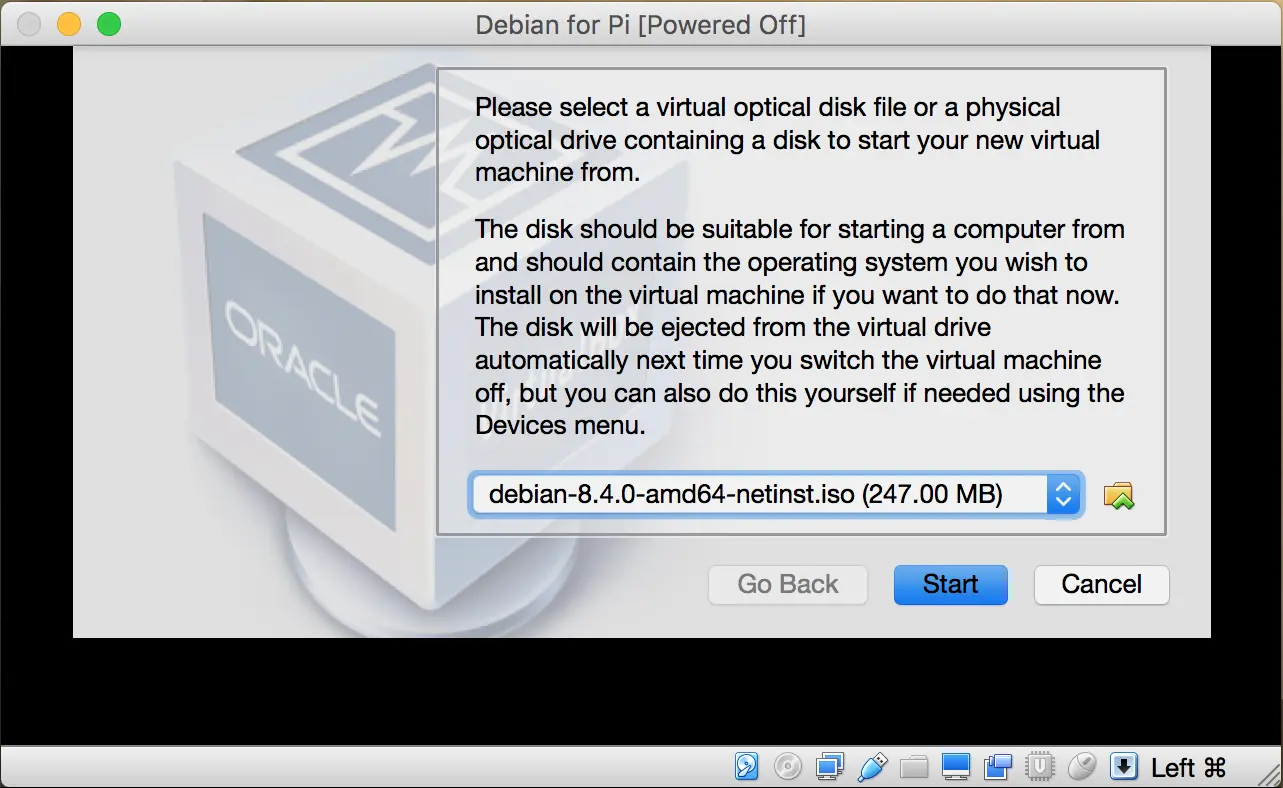 Debian for Pi [Powered Off]
Please select a virtual optical disk file or a physical
optical drive containing a disk to start your new virtual
machine from.
The disk should be suitable for starting a computer from
and should contain the operating system you wish to
install on the virtual machine if you want to do that now.
The disk will be ejected from the virtual drive
automatically next time you switch the virtual machine
off, but you can also do this yourself if needed using the
Devices menu.
ORACLE
debian-8.4.0-amd64-netinst.iso (247.00 MB)
Go Back
Start
Cancel
Left ⌘